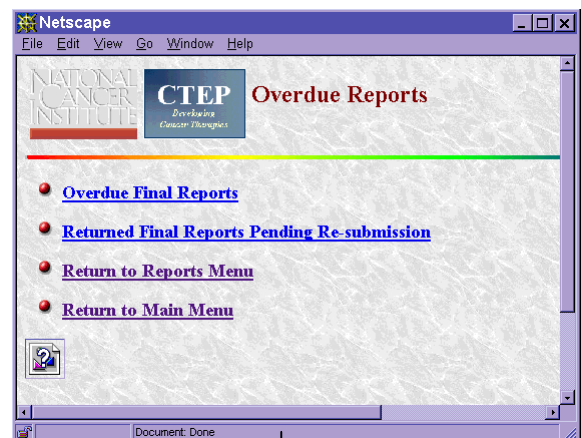 Netscape
File Edit View Go Window Help
NATIONAL
CANCER
INSTITUTE
CTEP
Developing
Cancer Therapies
Overdue Reports
Overdue Final Reports
Returned Final Reports Pending Re-submission
Return to Reports Menu
Return to Main Menu
Document: Done